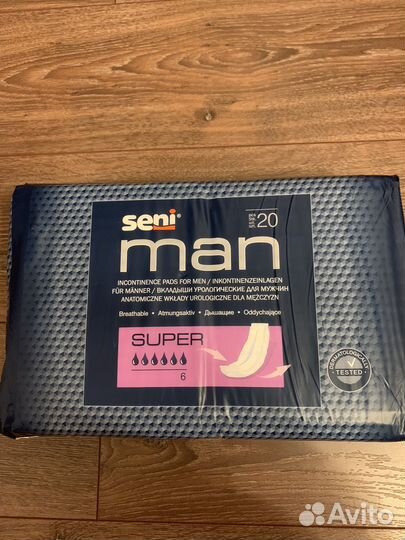 seni®
20
man
INCONTINENCE PADS FOR MEN / INKONTINENZEINLAGEN
FÜR MÄNNER / ВКЛАДЫШИ УРОЛОГИЧЕСКИЕ ДЛЯ МУЖЧИН
ANATOMICZNE WKŁADY UROLOGICZNE DLA MĘŻCZYZN
Breathable • Atmungsaktiv • Дышащие • Oddychające
SUPER
6
DERMATOLOGICALLY
TESTED
Avito